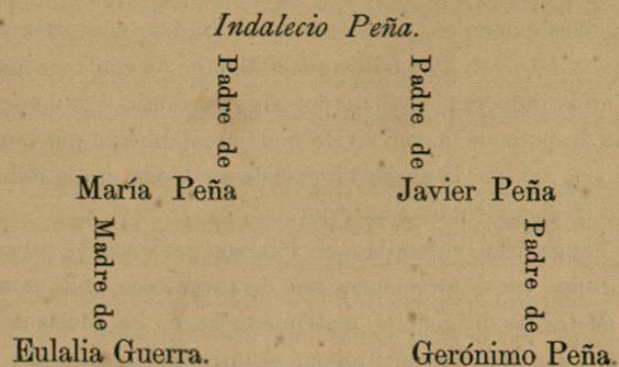 Indalecio Peña.
Padre de Padre de
María Peña Javier Peña
Madre de Padre de
Eulalia Guerra. Gerónimo Peña.